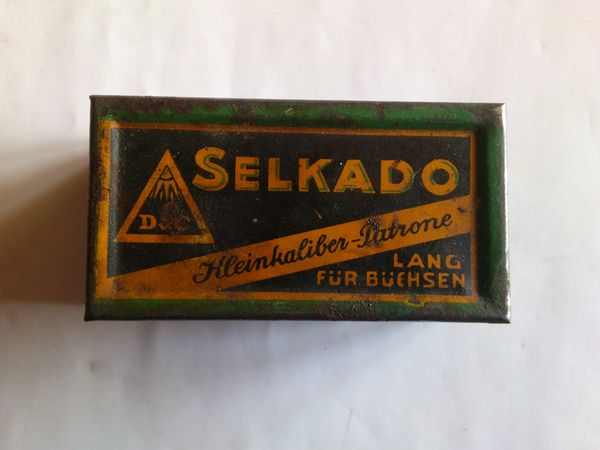 SELKADO
Kleinkaliber-Patrone
LANG
FÜR BÜCHSEN